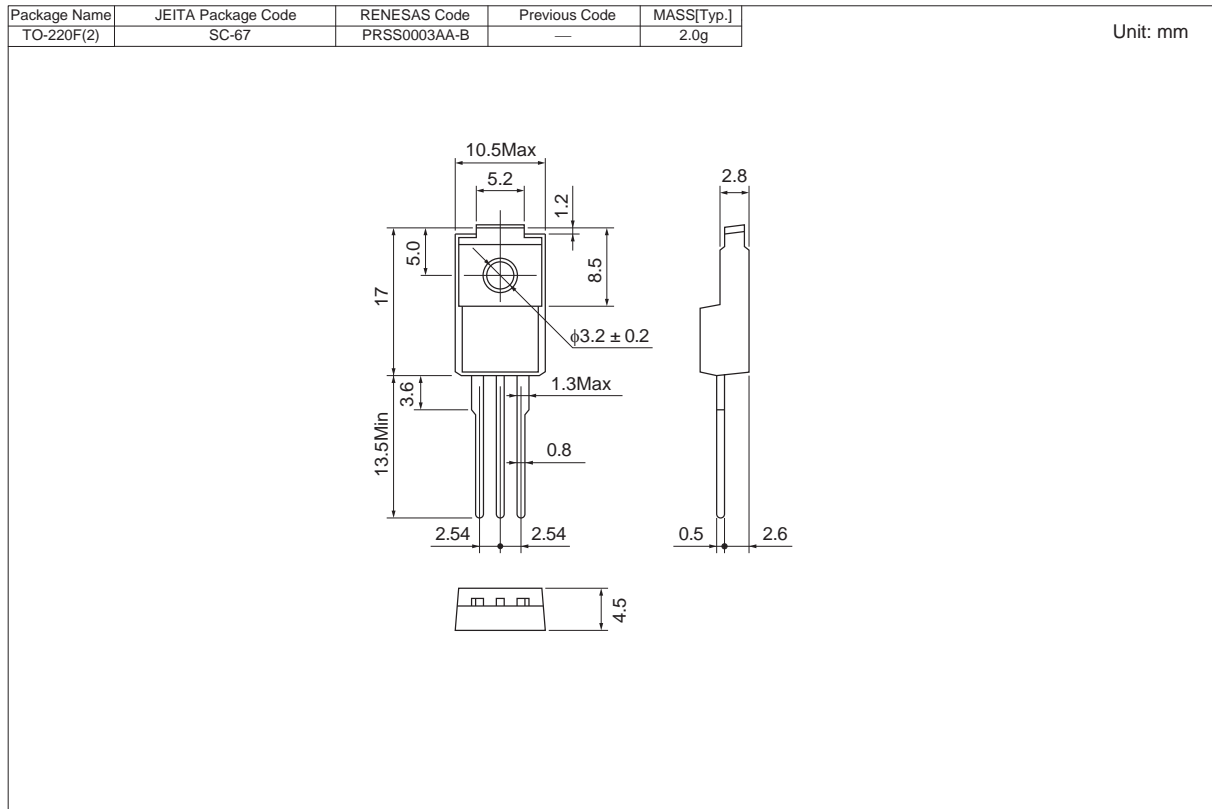 Package Name JEITA Package Code RENESAS Code Previous Code MASS[Typ.]
TO-220F(2) SC-67 PRSS0003AA-B — 2.0g
Unit: mm
10.5Max
5.2
1.2
2.8
5.0
8.5
17
ϕ3.2 ± 0.2
3.6
1.3Max
13.5Min
0.8
2.54 2.54
0.5 2.6
4.5